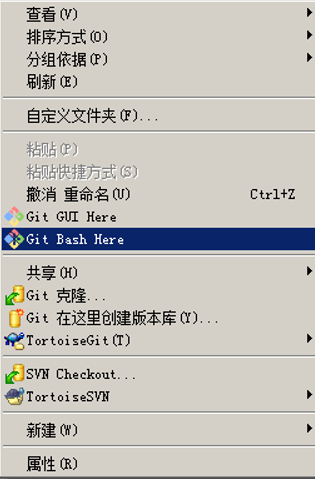 查看(V)
排序方式(O)
分组依据(P)
刷新(E)
自定义文件夹(F)...
粘贴(P)
粘贴快捷方式(S)
撤消 重命名(U) Ctrl+Z
Git GUI Here
Git Bash Here
共享(H)
Git 克隆...
Git 在这里创建版本库(Y)...
TortoiseGit(T)
SVN Checkout...
TortoiseSVN
新建(W)
属性(R)